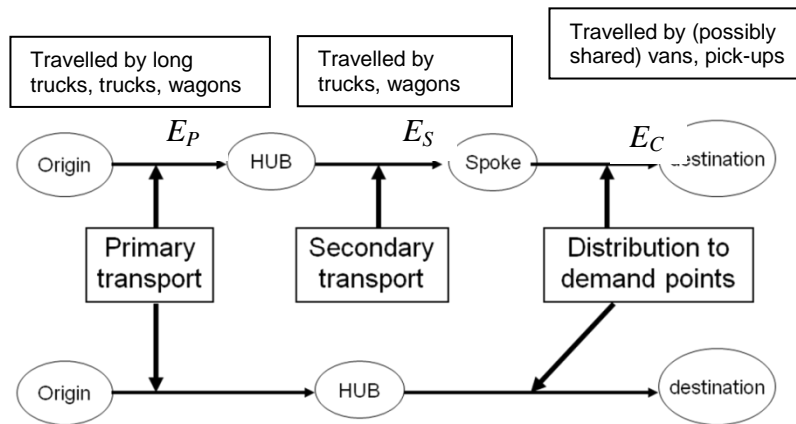 Travelled by long
trucks, trucks, wagons
Travelled by
trucks, wagons
Travelled by (possibly
shared) vans, pick-ups
E_P
E_S
E_C
Origin
HUB
Spoke
destination
Primary
transport
Secondary
transport
Distribution to
demand points
Origin
HUB
destination